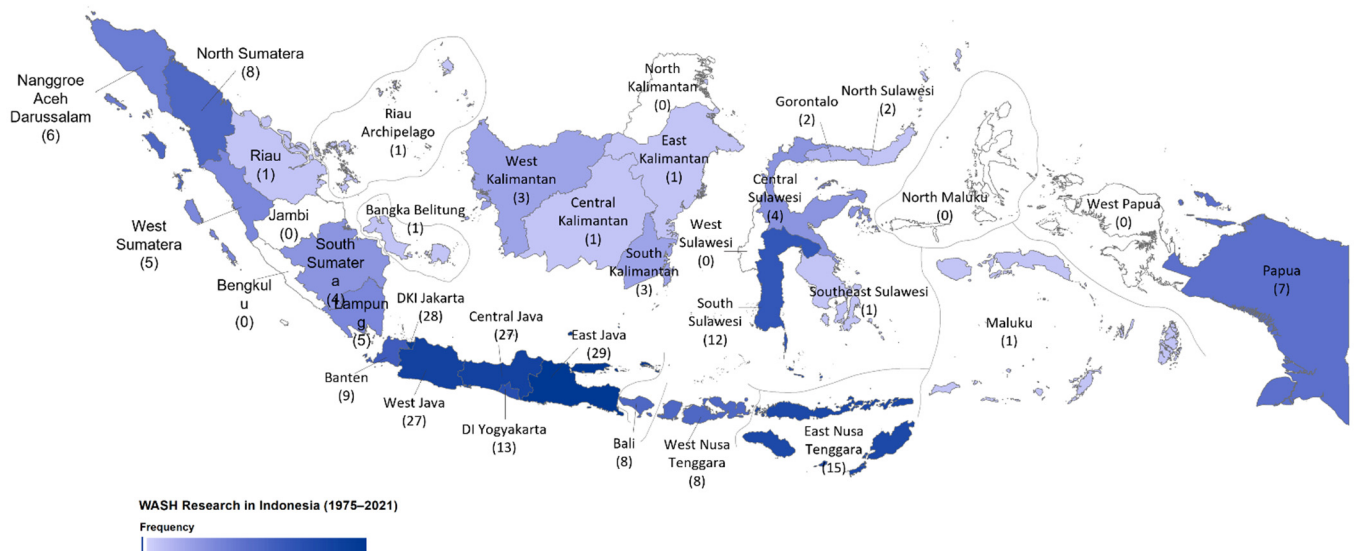 North Sumatera
(8)
Nanggroe
Aceh
Darussalam
(6)
Riau
Archipelago
(1)
Riau
(1)
West
Sumatera
(5)
Jambi
(0)
Bangka Belitung
(1)
South
Sumater
a
(4)
Bengkul
u
(0)
Lampun
g
(5)
North
Kalimantan
(0)
West
Kalimantan
(3)
East
Kalimantan
(1)
Central
Kalimantan
(1)
South
Kalimantan
(3)
Gorontalo
(2)
North Sulawesi
(2)
Central
Sulawesi
(4)
West
Sulawesi
(0)
South
Sulawesi
(12)
Southeast Sulawesi
(1)
North Maluku
(0)
West Papua
(0)
Papua
(7)
Maluku
(1)
DKI Jakarta
(28)
Central Java
(27)
East Java
(29)
Banten
(9)
West Java
(27)
DI Yogyakarta
(13)
Bali
(8)
West Nusa
Tenggara
(8)
East Nusa
Tenggara
(15)
WASH Research in Indonesia (1975–2021)
Frequency